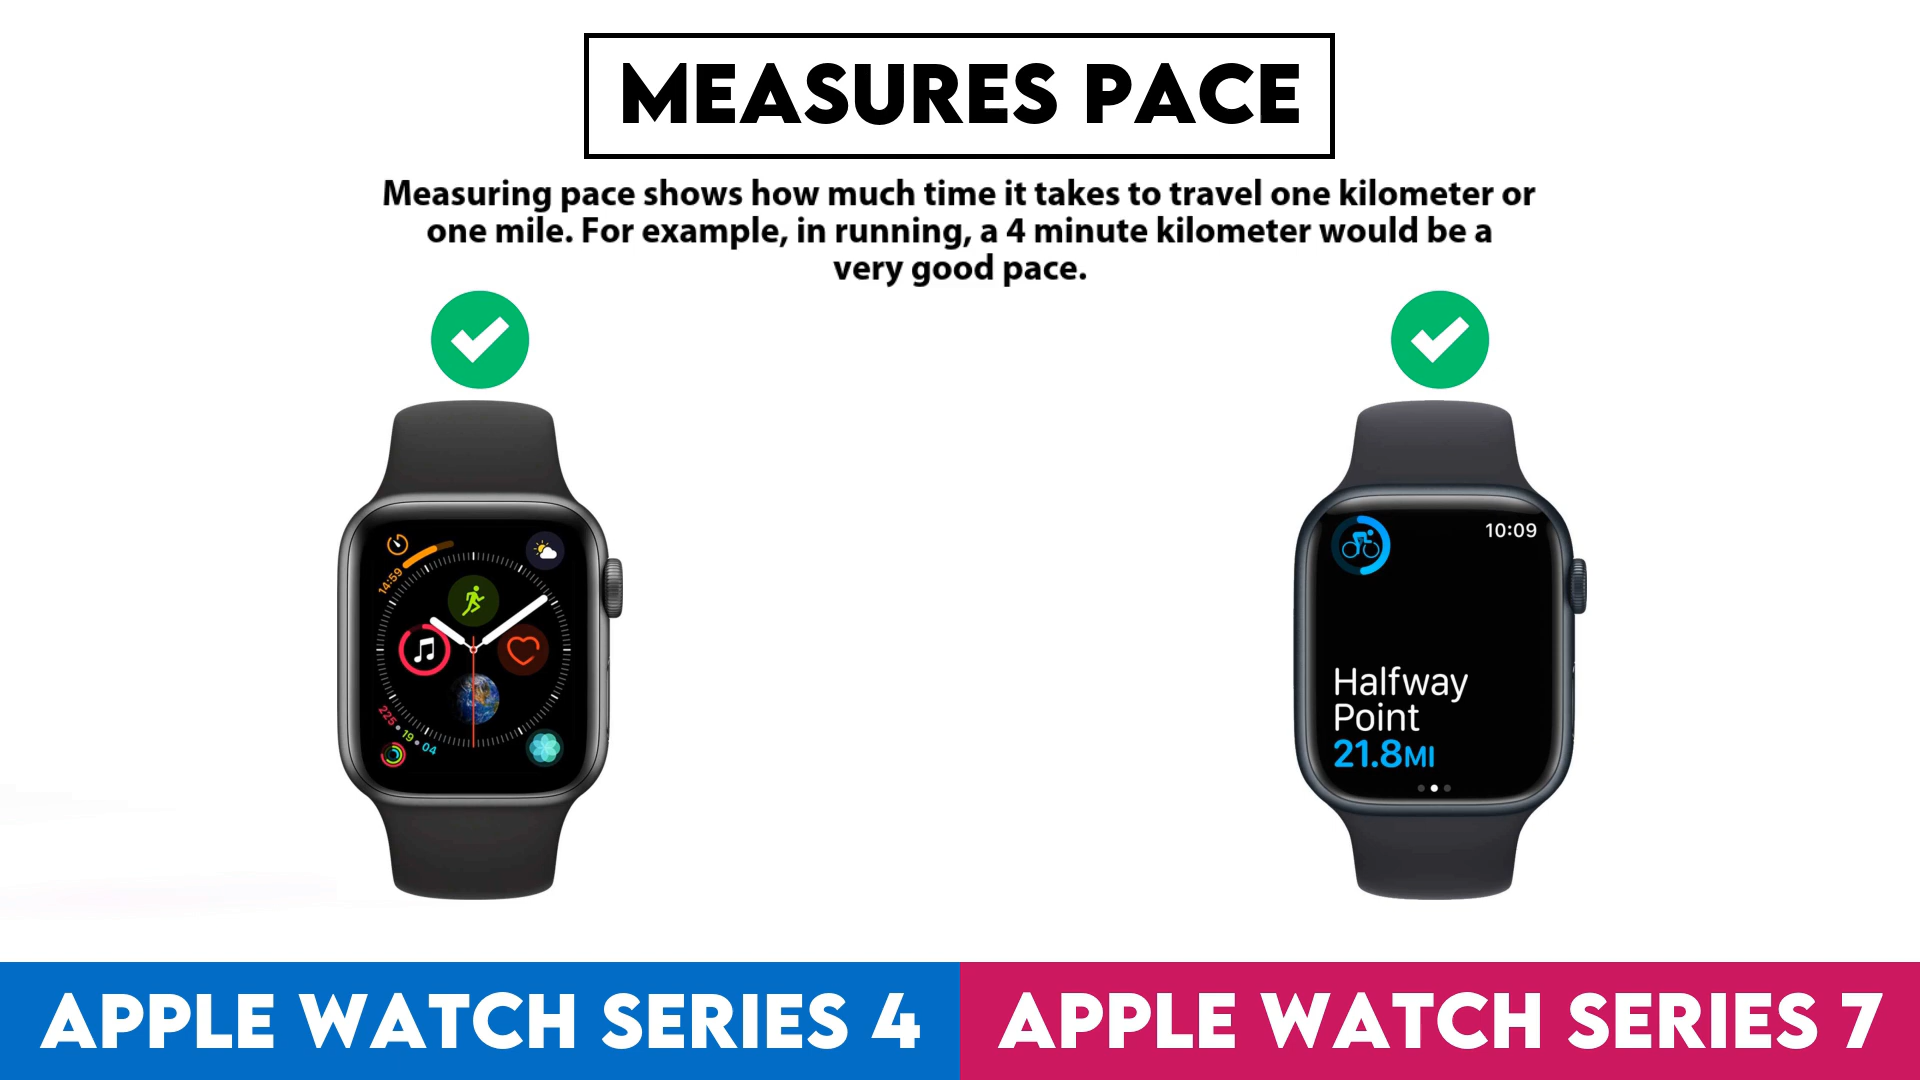 MEASURES PACE
Measuring pace shows how much time it takes to travel one kilometer or
one mile. For example, in running, a 4 minute kilometer would be a
very good pace.
14:59
225 • 19 • 04
10:09
Halfway
Point
21.8MI
APPLE WATCH SERIES 4
APPLE WATCH SERIES 7